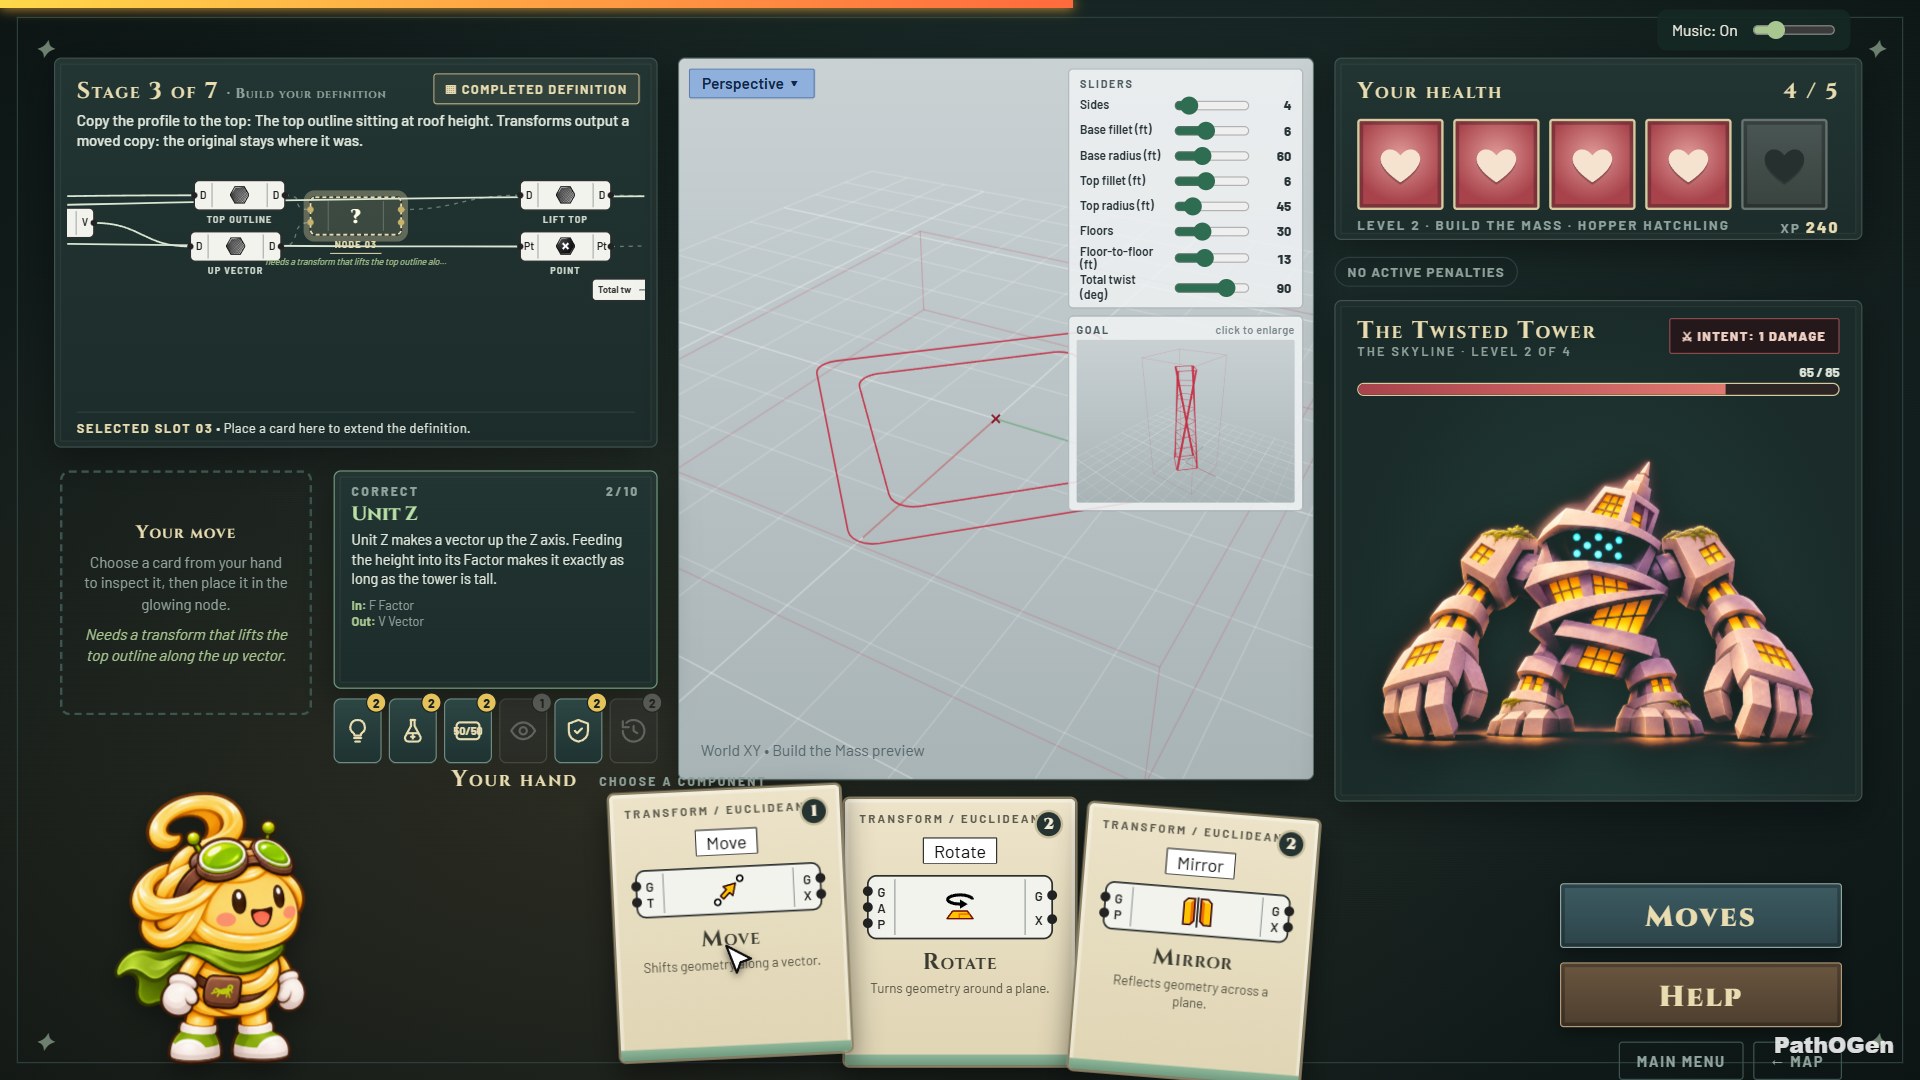 Music: On
STAGE 3 OF 7 · BUILD YOUR DEFINITION
COMPLETED DEFINITION
Copy the profile to the top: The top outline sitting at roof height. Transforms output a
moved copy: the original stays where it was.
D D
TOP OUTLINE
?
NODE 03
D D
LIFT TOP
V
D D
UP VECTOR
needs a transform that lifts the top outline alo...
Pt Pt
POINT
Total tw
SELECTED SLOT 03 • Place a card here to extend the definition.
YOUR MOVE
Choose a card from your hand
to inspect it, then place it in the
glowing node.
Needs a transform that lifts the
top outline along the up vector.
CORRECT 2/10
UNIT Z
Unit Z makes a vector up the Z axis. Feeding
the height into its Factor makes it exactly as
long as the tower is tall.
In: F Factor
Out: V Vector
2 2 2 1 2 2
50/50
Perspective ▼
SLIDERS
Sides 4
Base fillet (ft) 6
Base radius (ft) 60
Top fillet (ft) 6
Top radius (ft) 45
Floors 30
Floor-to-floor
(ft) 13
Total twist
(deg) 90
GOAL click to enlarge
World XY • Build the Mass preview
YOUR HEALTH 4 / 5
LEVEL 2 · BUILD THE MASS · HOPPER HATCHLING
XP 240
NO ACTIVE PENALTIES
THE TWISTED TOWER
THE SKYLINE · LEVEL 2 OF 4
INTENT: 1 DAMAGE
65 / 85
YOUR HAND CHOOSE A COMPONENT
TRANSFORM / EUCLIDEAN 1
Move
G G
T X
MOVE
Shifts geometry along a vector.
TRANSFORM / EUCLIDEAN 2
Rotate
G G
A
P X
ROTATE
Turns geometry around a plane.
TRANSFORM / EUCLIDEAN 2
Mirror
G G
P X
MIRROR
Reflects geometry across a
plane.
MOVES
HELP
MAIN MENU
← MAP
PathOGen